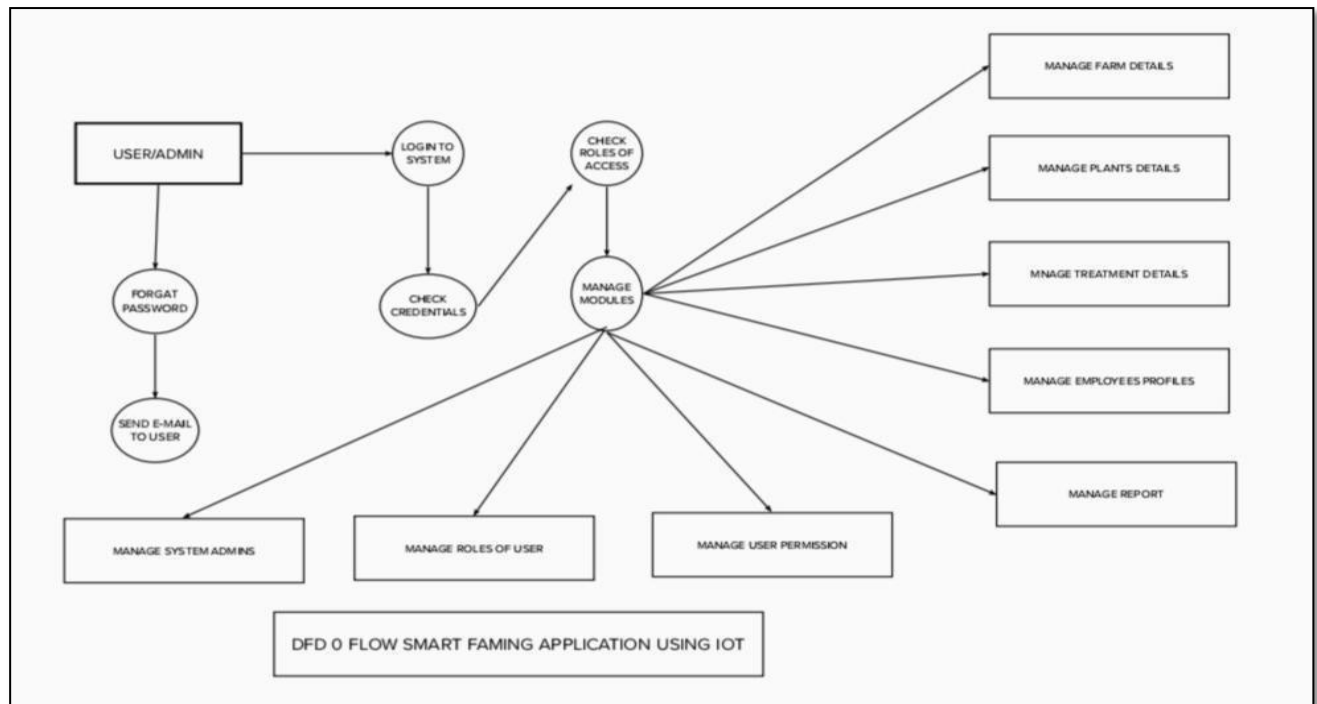 MANAGE FARM DETAILS
USER/ADMIN
LOGIN TO
SYSTEM
CHECK
ROLES OF
ACCESS
MANAGE PLANTS DETAILS
MNAGE TREATMENT DETAILS
FORGAT
PASSWORD
CHECK
CREDENTIALS
MANAGE
MODULES
MANAGE EMPLOYEES PROFILES
SEND E-MAIL
TO USER
MANAGE REPORT
MANAGE SYSTEM ADMINS
MANAGE ROLES OF USER
MANAGE USER PERMISSION
DFD 0 FLOW SMART FAMING APPLICATION USING IOT